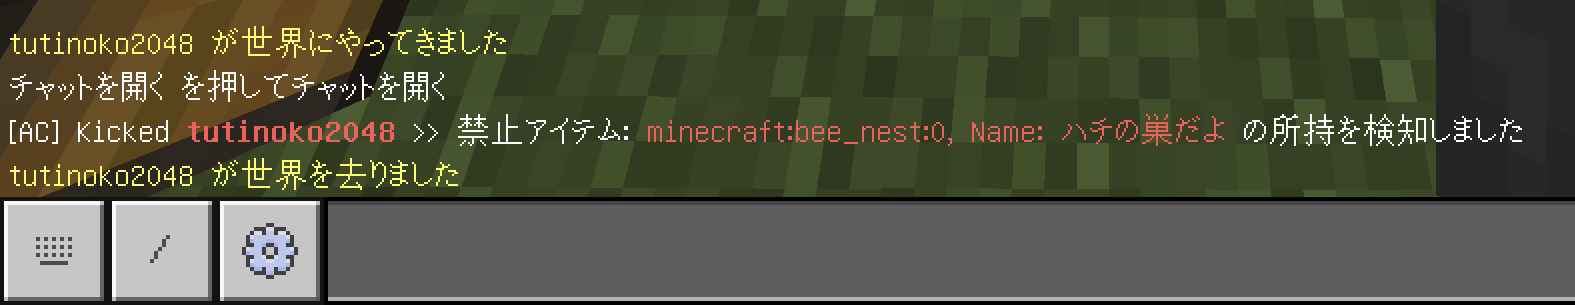 tutinoko2048 が世界にやってきました
チャットを開く を押してチャットを開く
[AC] Kicked tutinoko2048 >> 禁止アイテム: minecraft:bee_nest:0, Name: ハチの巣だよ の所持を検知しました
tutinoko2048 が世界を去りました
/